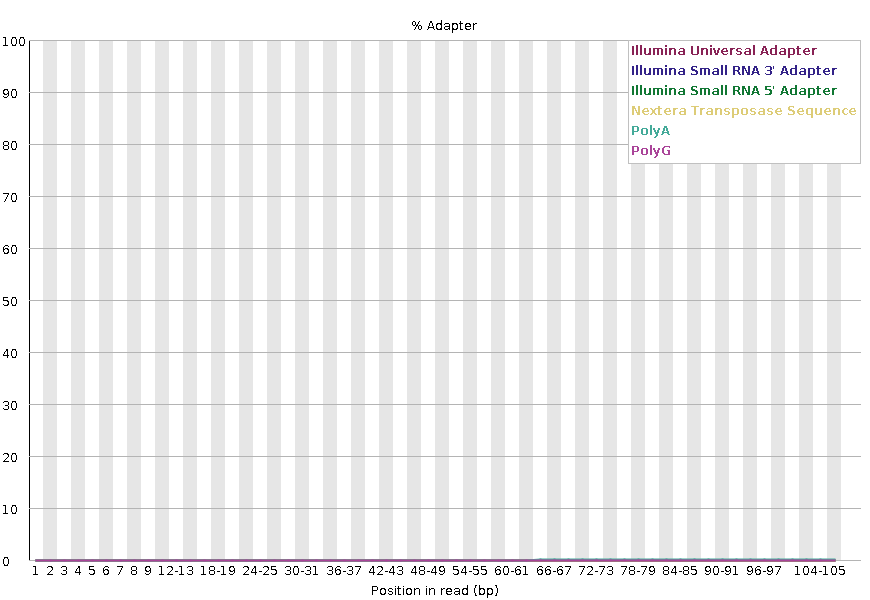 % Adapter
100
90
80
70
60
50
40
30
20
10
0
Illumina Universal Adapter
Illumina Small RNA 3' Adapter
Illumina Small RNA 5' Adapter
Nextera Transposase Sequence
PolyA
PolyG
1 2 3 4 5 6 7 8 9 12-13 18-19 24-25 30-31 36-37 42-43 48-49 54-55 60-61 66-67 72-73 78-79 84-85 90-91 96-97 104-105
Position in read (bp)